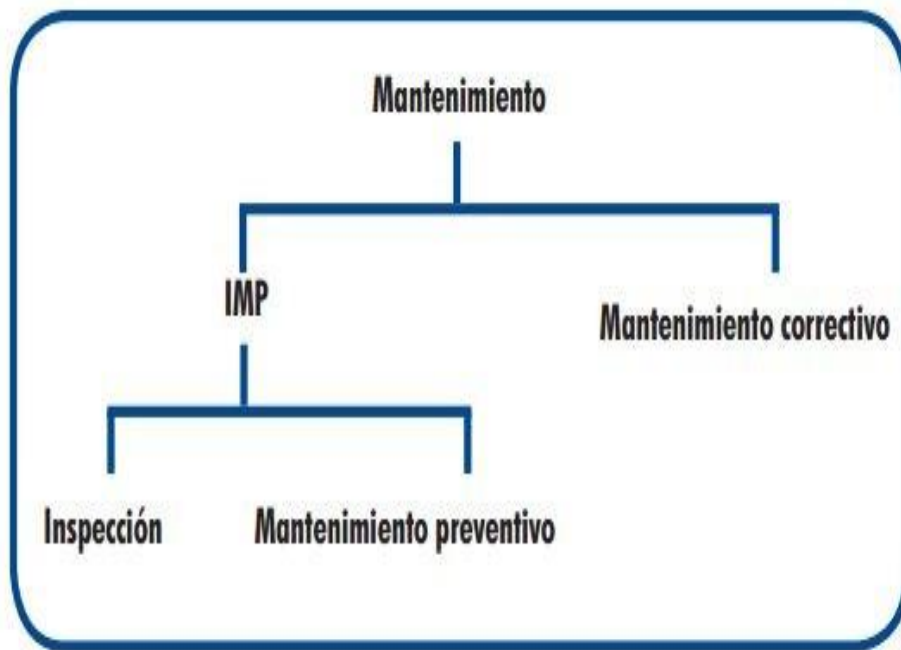 Mantenimiento
IMP
Mantenimiento correctivo
Inspección
Mantenimiento preventivo